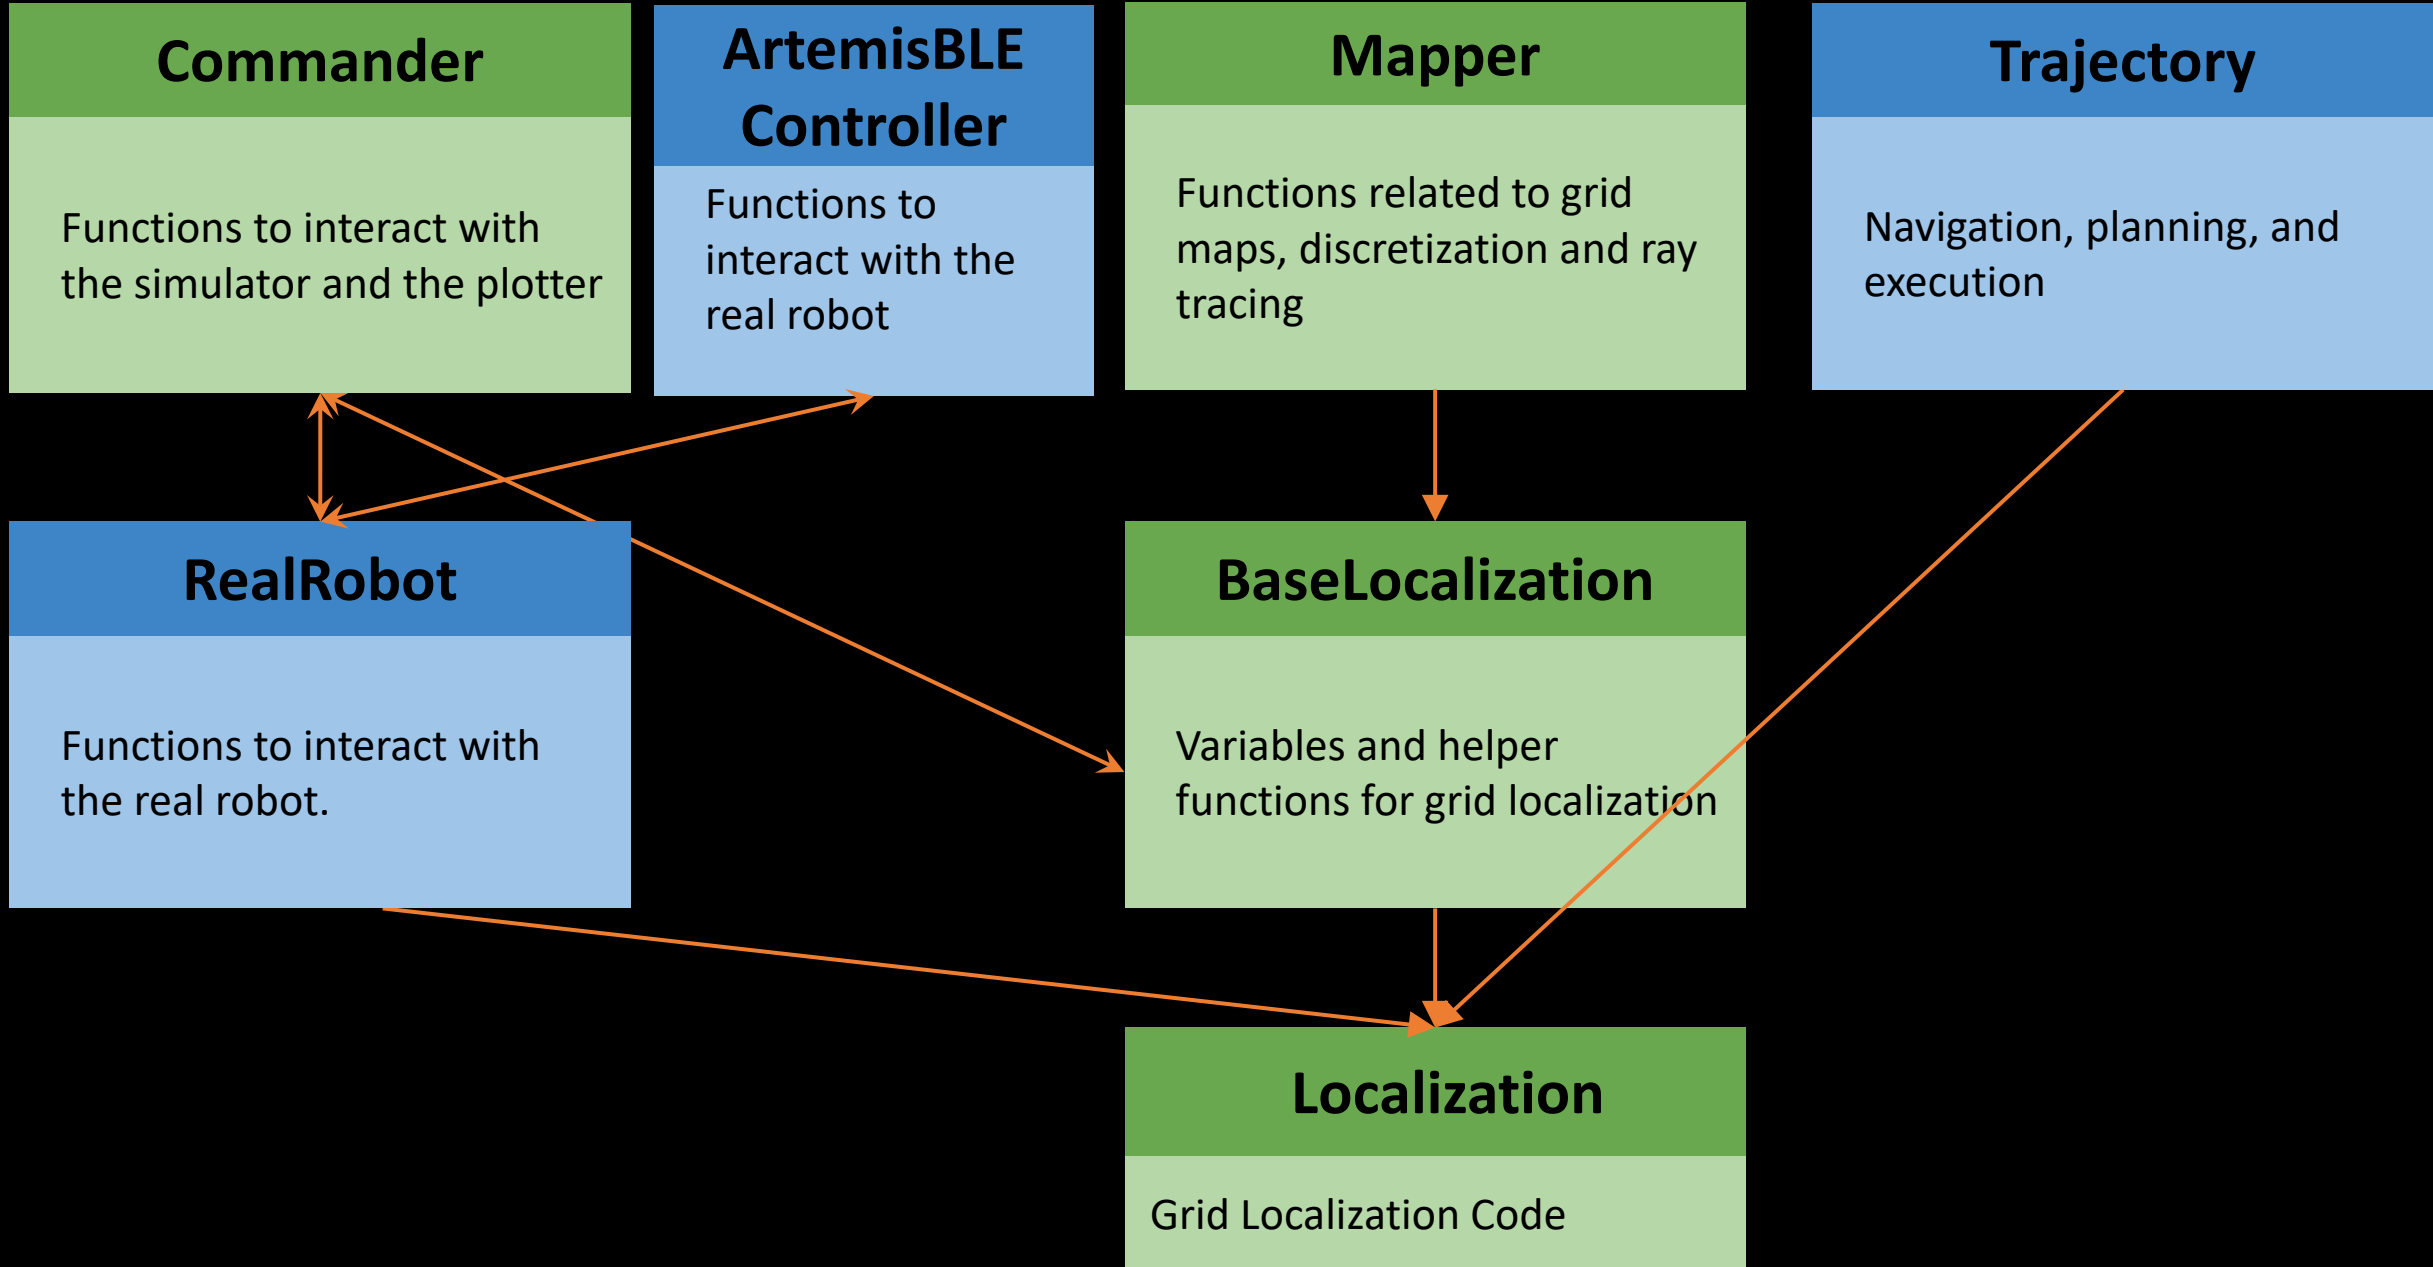 Commander
Functions to interact with
the simulator and the plotter
ArtemisBLE
Controller
Functions to
interact with the
real robot
Mapper
Functions related to grid
maps, discretization and ray
tracing
Trajectory
Navigation, planning, and
execution
RealRobot
Functions to interact with
the real robot.
BaseLocalization
Variables and helper
functions for grid localization
Localization
Grid Localization Code